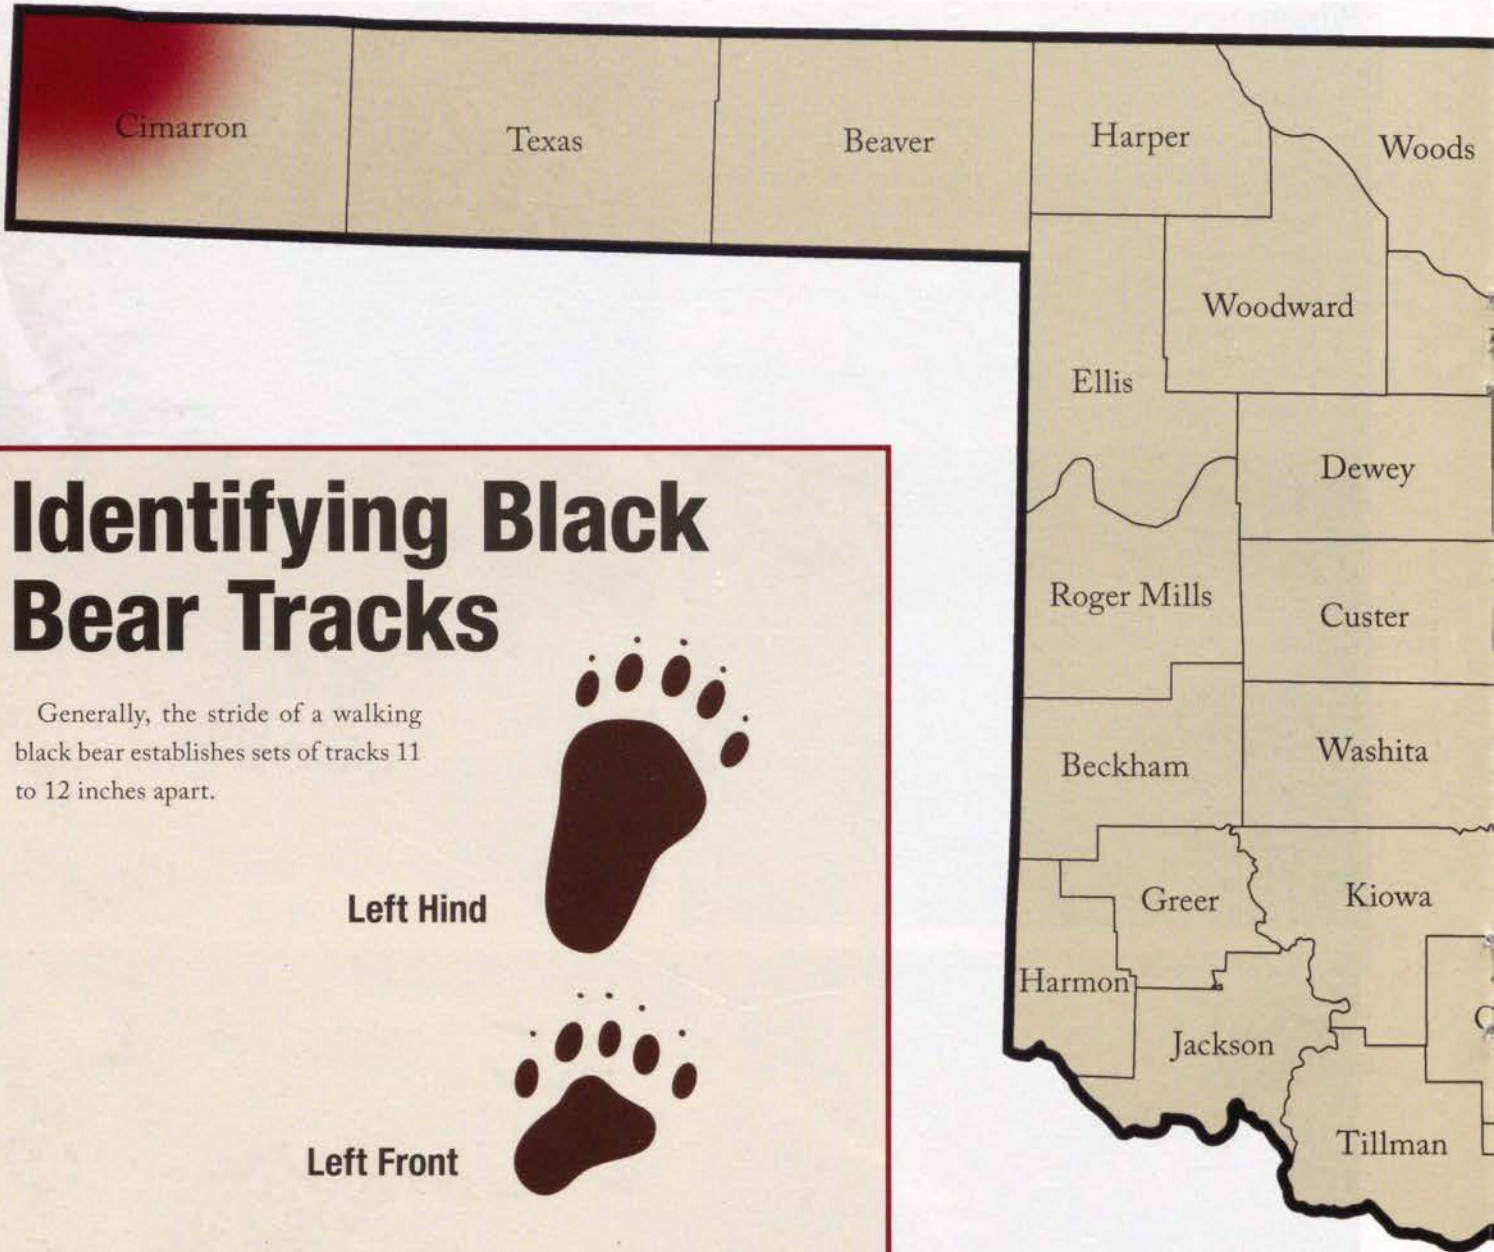 Cimarron
Texas
Beaver
Harper
Woods
Woodward
Ellis
Dewey
Roger Mills
Custer
Beckham
Washita
Greer
Kiowa
Harmon
Jackson
Tillman
Identifying Black
Bear Tracks
Generally, the stride of a walking
black bear establishes sets of tracks 11
to 12 inches apart.
Left Hind
Left Front